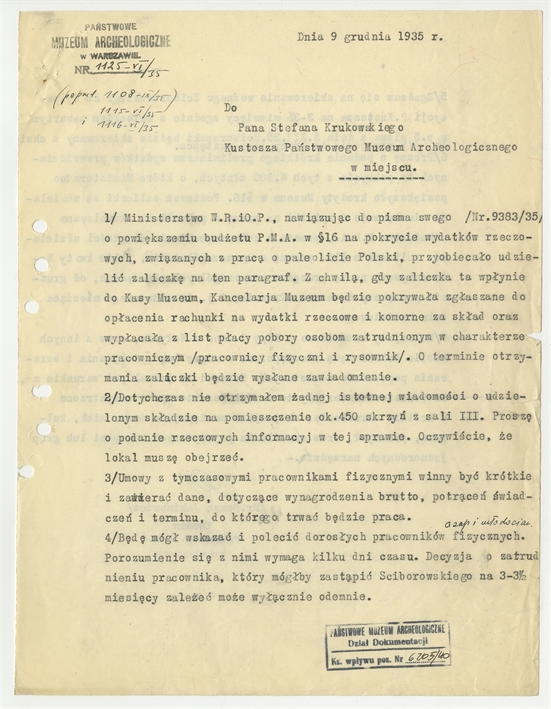 PAŃSTWOWE
MUZEUM ARCHEOLOGICZNE
W WARSZAWIE
NR 1125-VI/35
(poprz. 1108-IX/35
1115-VI/35
i 1116-VI/35
Dnia 9 grudnia 1935 r.
Do
Pana Stefana Krukowskiego
Kustosza Państwowego Muzeum Archeologicznego
w miejscu.
1/ Ministerstwo W.R.iO.P., nawiązując do pisma swego /Nr.9383/35/
o powiększeniu budżetu P.M.A. w §16 na pokrycie wydatków rzeczo-
wych, związanych z pracą o paleolicie Polski, przyobiecało udzie-
lić zaliczkę na ten paragraf. Z chwilą, gdy zaliczka ta wpłynie
do Kasy Muzeum, Kancelarja Muzeum będzie pokrywała zgłaszane do
opłacenia rachunki na wydatki rzeczowe i komorne za skład oraz
wypłacała z list płacy pobory osobom zatrudnionym w charakterze
pracowniczym /pracownicy fizyczni i rysownik/. O terminie otrzy-
mania zaliczki będzie wysłane zawiadomienie.
2/Dotychczas nie otrzymałem żadnej istotnej wiadomości o udzie-
lonym składzie na pomieszczenie ok.450 skrzyń z sali III. Proszę
o podanie rzeczowych informacyj w tej sprawie. Oczywiście, że
lokal muszę obejrzeć.
3/Umowy z tymczasowymi pracownikami fizycznymi winny być krótkie
i zawierać dane, dotyczące wynagrodzenia brutto, potrąceń świad-
czeń i terminu, do którego trwać będzie praca.
4/Będę mógł wskazać i polecić dorosłych pracowników fizycznych.
Porozumienie się z nimi wymaga kilku dni czasu. Decyzja o zatrud
nieniu pracownika, który mógłby zastąpić Sciborowskiego na 3-3½
miesięcy zależeć może wyłącznie odemnie.
PAŃSTWOWE MUZEUM ARCHEOLOGICZNE
Dział Dokumentacji
Ks. wpływu poz. Nr 6205/40